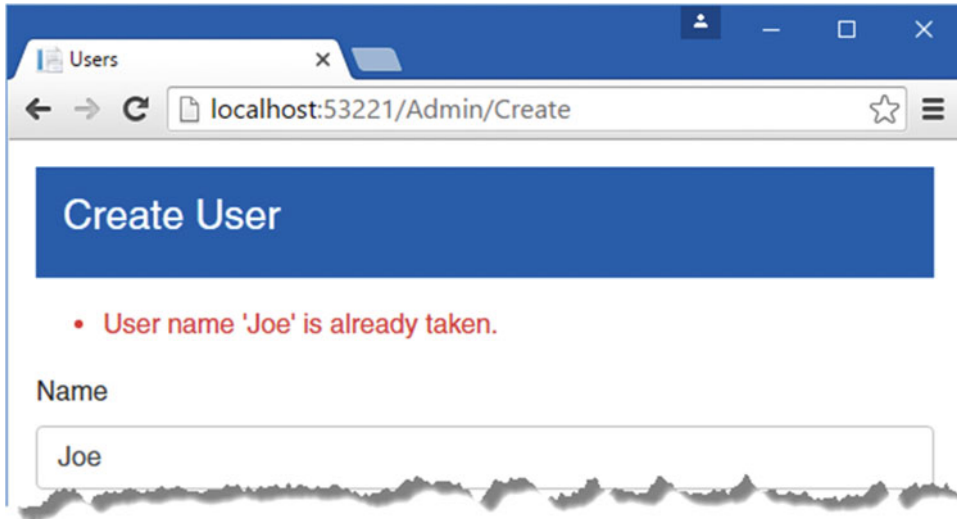 Users
localhost:53221/Admin/Create
Create User
• User name 'Joe' is already taken.
Name
Joe